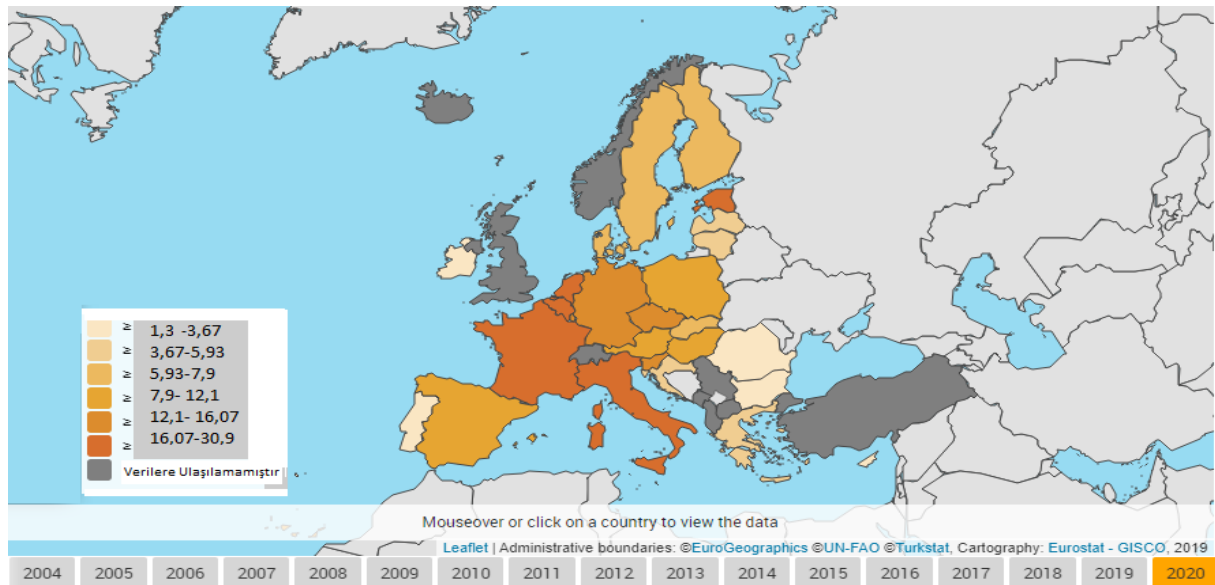 ≥ 1,3 -3,67
≥ 3,67-5,93
≥ 5,93-7,9
≥ 7,9- 12,1
≥ 12,1- 16,07
≥ 16,07-30,9
Verilere Ulaşılamamıştır
Mouseover or click on a country to view the data
Leaflet | Administrative boundaries: ©EuroGeographics ©UN-FAO ©Turkstat, Cartography: Eurostat - GISCO, 2019
2004 2005 2006 2007 2008 2009 2010 2011 2012 2013 2014 2015 2016 2017 2018 2019 2020